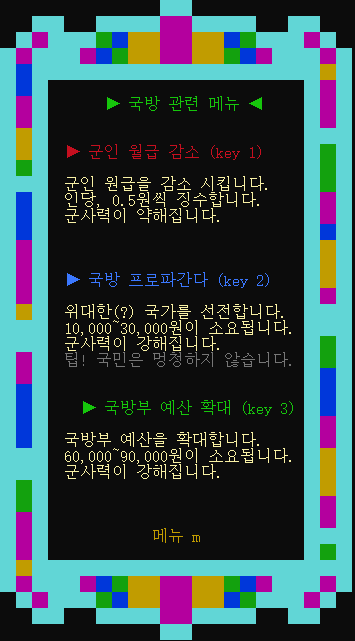 ▶ 국방 관련 메뉴 ◀
▶ 군인 월급 감소 (key 1)
군인 원급을 감소 시킵니다.
인당, 0.5원씩 징수합니다.
군사력이 약해집니다.
▶ 국방 프로파간다 (key 2)
위대한(?) 국가를 선전합니다.
10,000~30,000원이 소요됩니다.
군사력이 강해집니다.
팁! 국민은 멍청하지 않습니다.
▶ 국방부 예산 확대 (key 3)
국방부 예산을 확대합니다.
60,000~90,000원이 소요됩니다.
군사력이 강해집니다.
메뉴 m